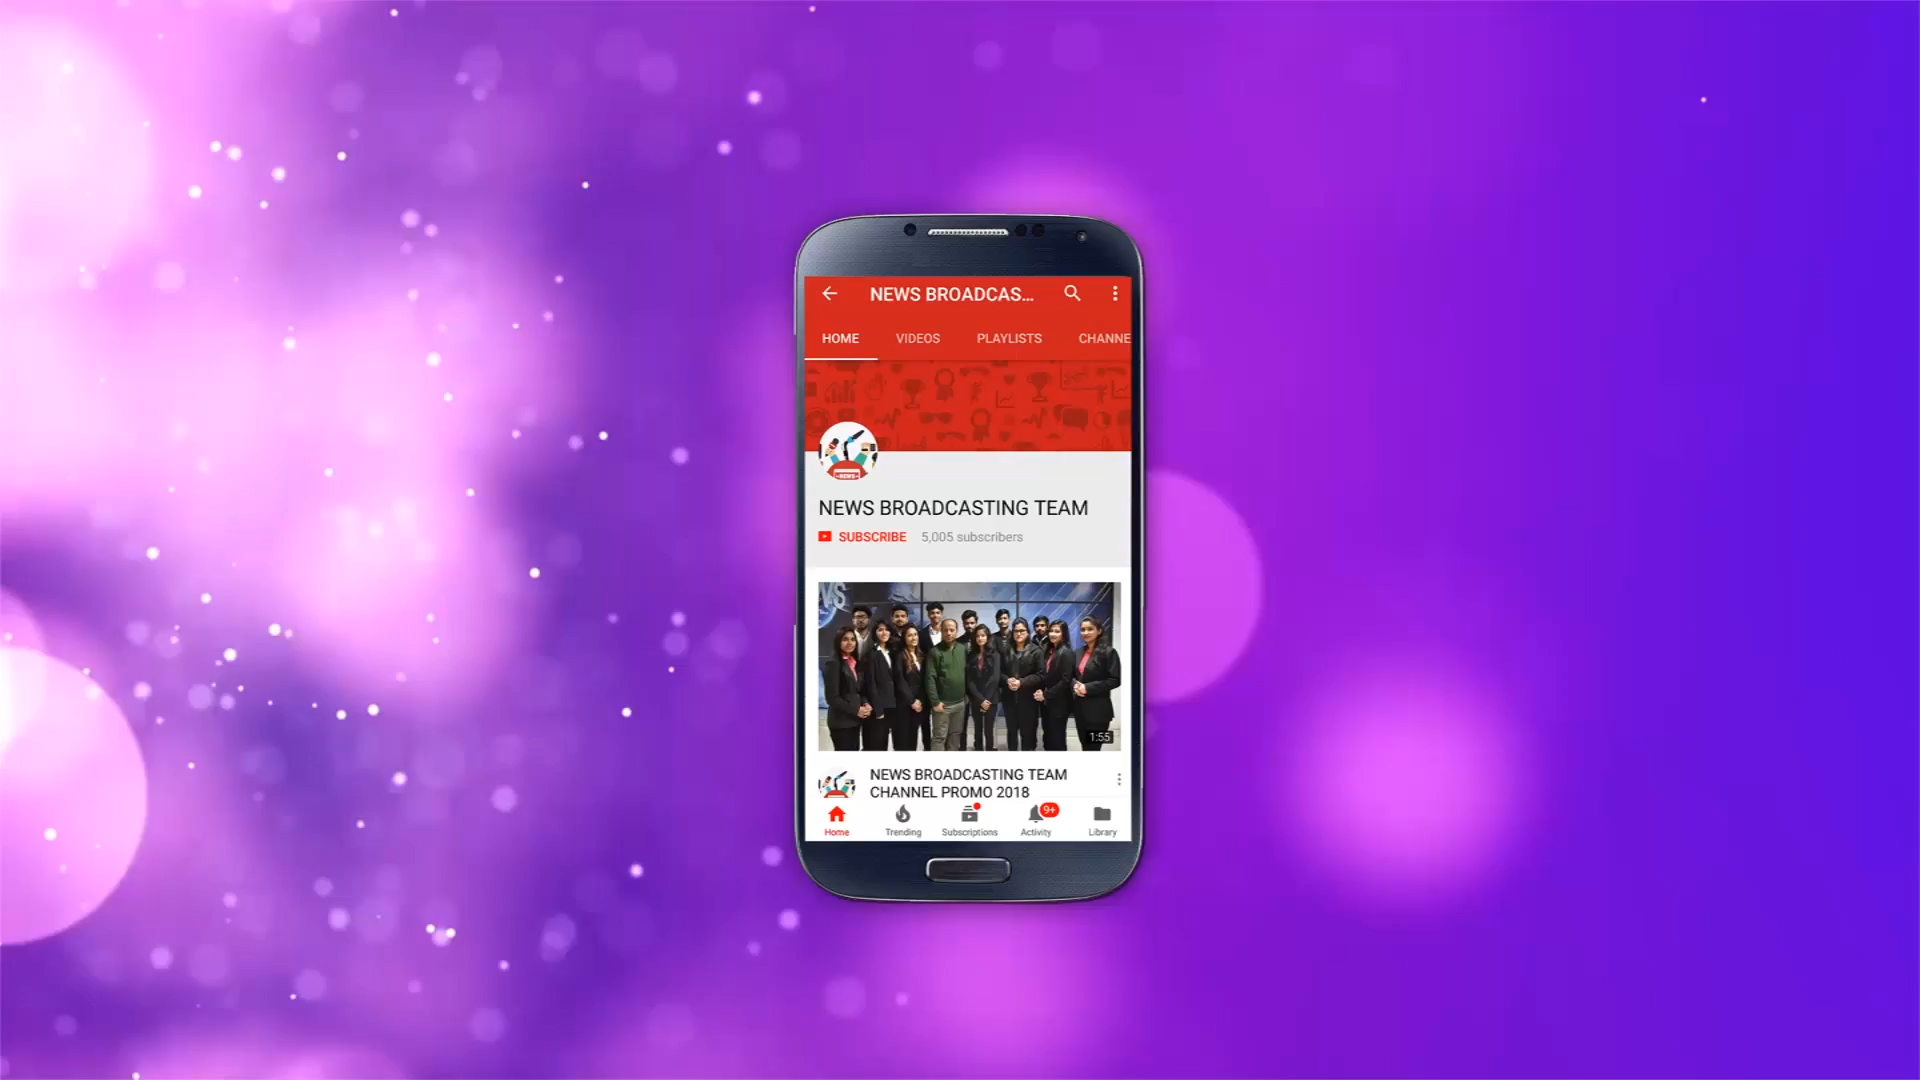 NEWS BROADCAS...
HOME VIDEOS PLAYLISTS CHANNE
NEWS
NEWS BROADCASTING TEAM
SUBSCRIBE 5,005 subscribers
1:55
NEWS BROADCASTING TEAM
CHANNEL PROMO 2018
9+
Home Trending Subscriptions Activity Library